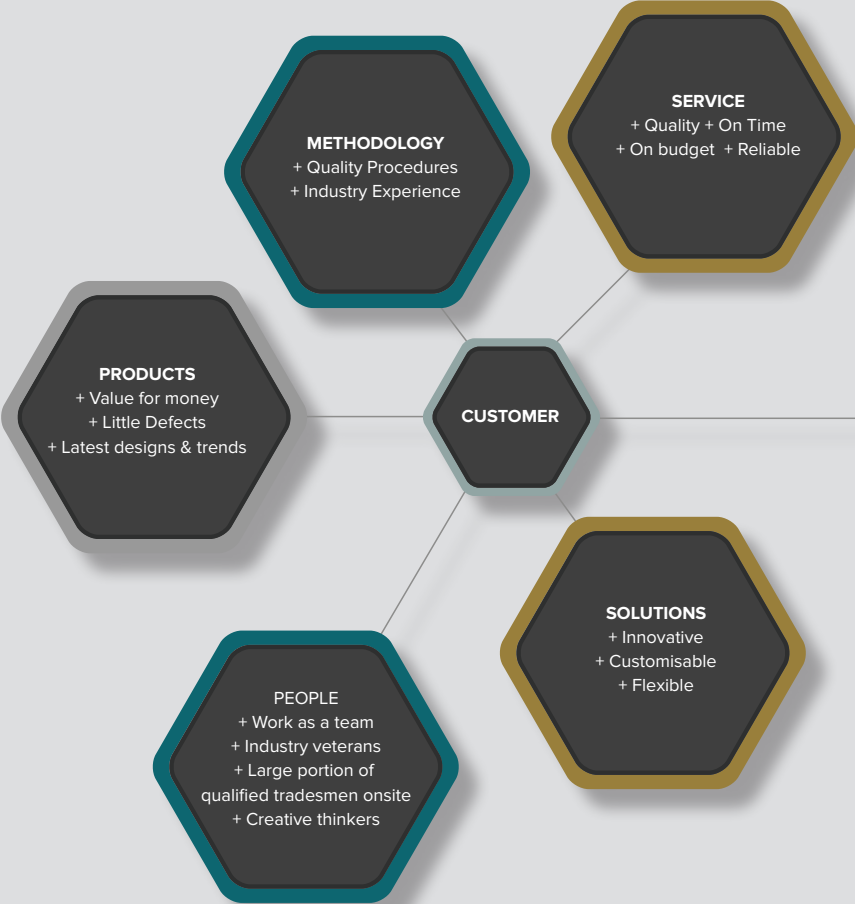 METHODOLOGY
+ Quality Procedures
+ Industry Experience
SERVICE
+ Quality + On Time
+ On budget  + Reliable
PRODUCTS
+ Value for money
+ Little Defects
+ Latest designs & trends
CUSTOMER
SOLUTIONS
+ Innovative
+ Customisable
+ Flexible
PEOPLE
+ Work as a team
+ Industry veterans
+ Large portion of
qualified tradesmen onsite
+ Creative thinkers